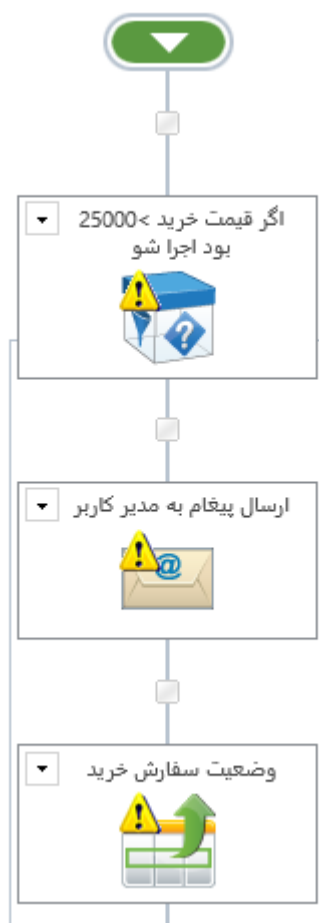 اگر قیمت خرید >25000
بود اجرا شو
ارسال پیغام به مدیر کاربر
@
وضعیت سفارش خرید